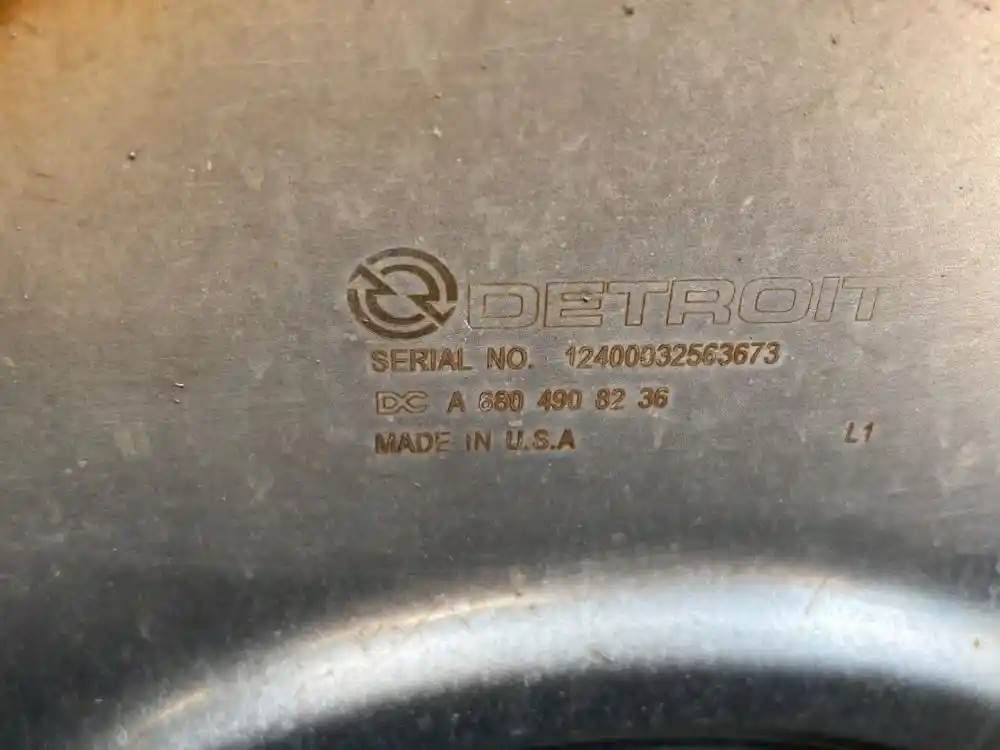 DETROIT
SERIAL NO. 12400032563673
DC A 680 490 82 36
MADE IN U.S.A L1